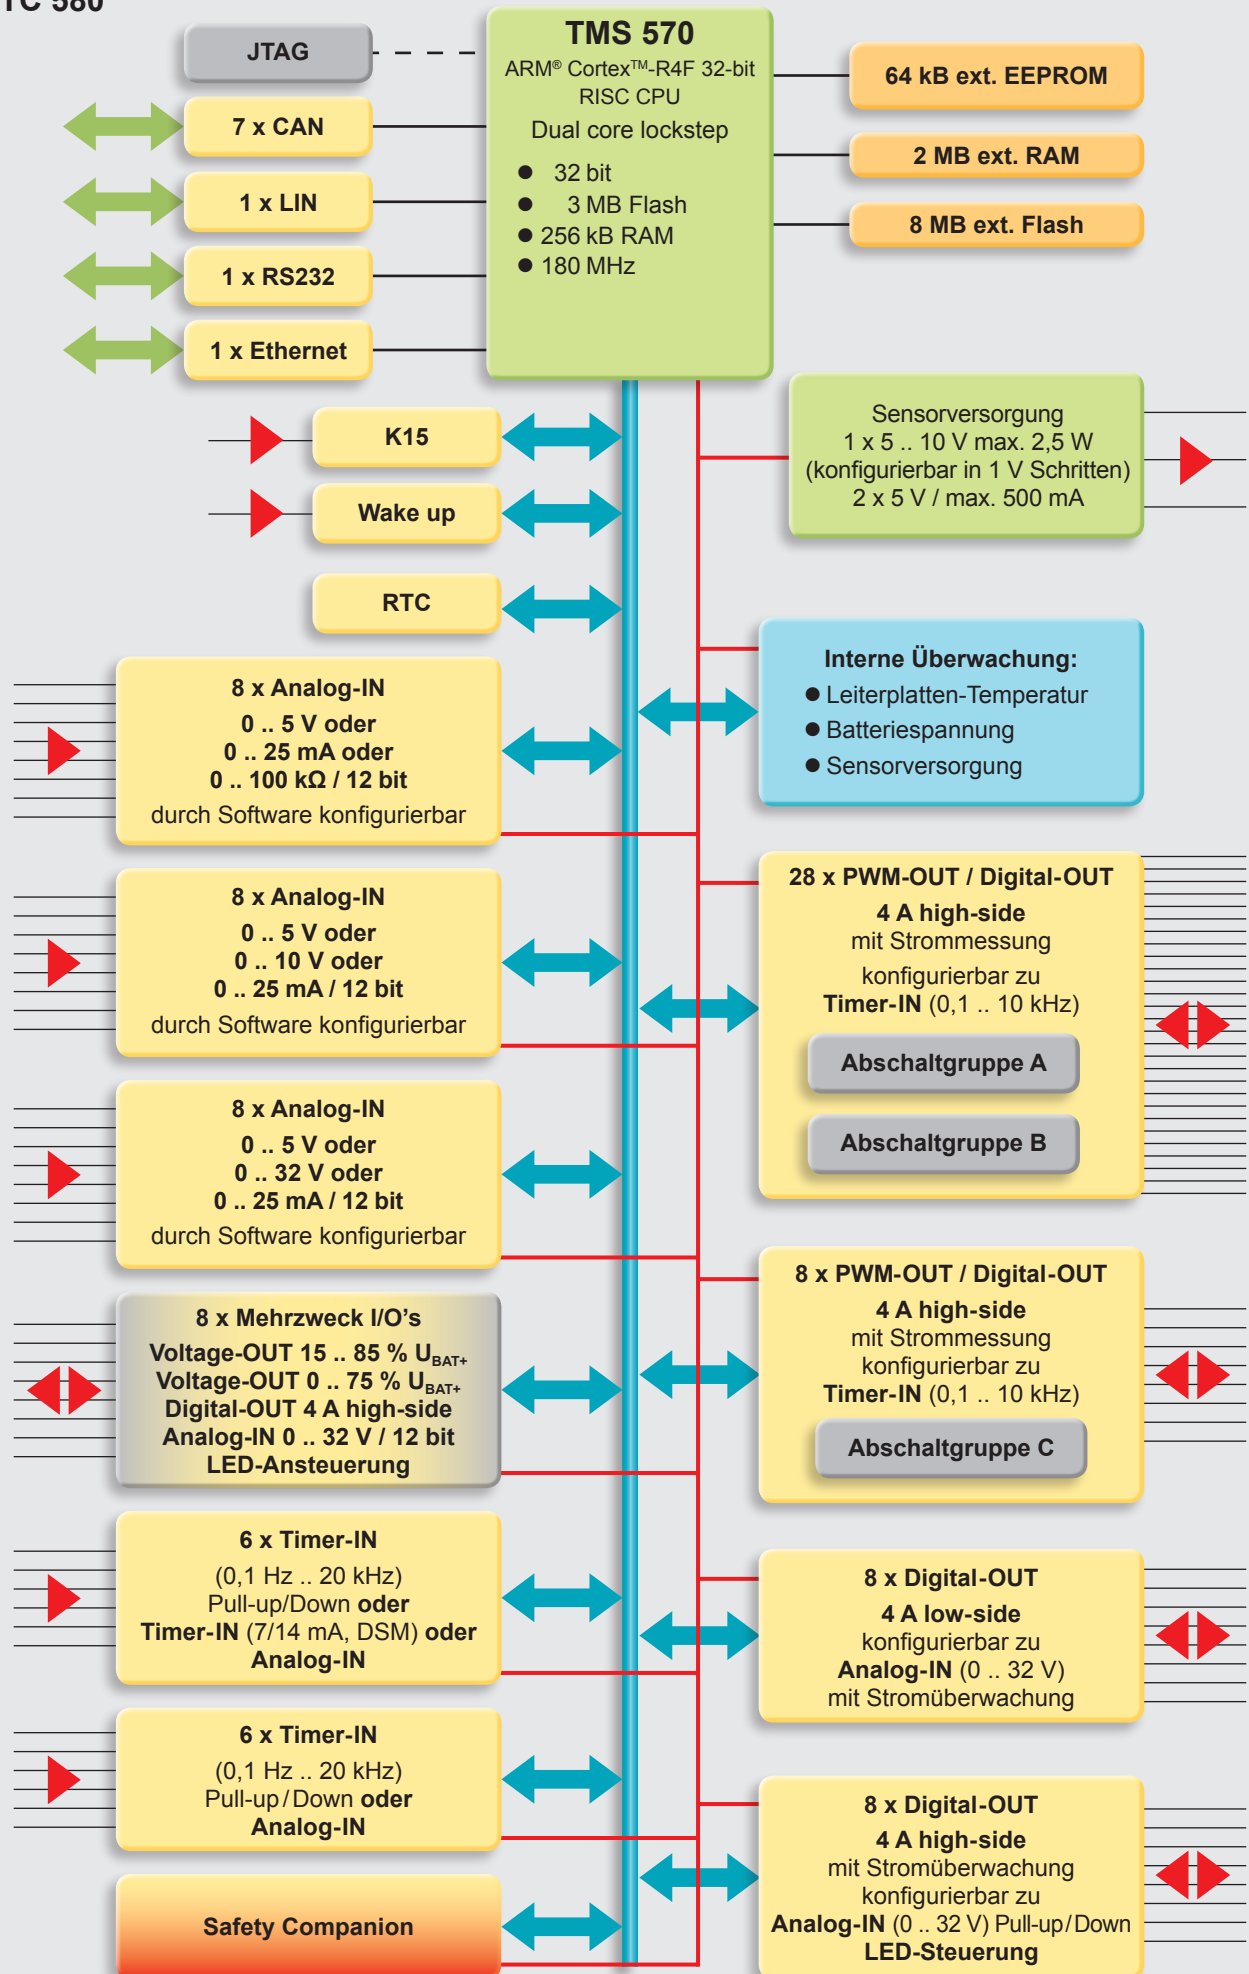 TC 580
JTAG
7 x CAN
1 x LIN
1 x RS232
1 x Ethernet
TMS 570
ARM® Cortex™-R4F 32-bit
RISC CPU
Dual core lockstep
● 32 bit
● 3 MB Flash
● 256 kB RAM
● 180 MHz
64 kB ext. EEPROM
2 MB ext. RAM
8 MB ext. Flash
K15
Wake up
RTC
Sensorversorgung
1 x 5 .. 10 V max. 2,5 W
(konfigurierbar in 1 V Schritten)
2 x 5 V / max. 500 mA
Interne Überwachung:
● Leiterplatten-Temperatur
● Batteriespannung
● Sensorversorgung
8 x Analog-IN
0 .. 5 V oder
0 .. 25 mA oder
0 .. 100 kΩ / 12 bit
durch Software konfigurierbar
8 x Analog-IN
0 .. 5 V oder
0 .. 10 V oder
0 .. 25 mA / 12 bit
durch Software konfigurierbar
8 x Analog-IN
0 .. 5 V oder
0 .. 32 V oder
0 .. 25 mA / 12 bit
durch Software konfigurierbar
8 x Mehrzweck I/O's
Voltage-OUT 15 .. 85 % UBAT+
Voltage-OUT 0 .. 75 % UBAT+
Digital-OUT 4 A high-side
Analog-IN 0 .. 32 V / 12 bit
LED-Ansteuerung
6 x Timer-IN
(0,1 Hz .. 20 kHz)
Pull-up/Down oder
Timer-IN (7/14 mA, DSM) oder
Analog-IN
6 x Timer-IN
(0,1 Hz .. 20 kHz)
Pull-up/Down oder
Analog-IN
Safety Companion
28 x PWM-OUT / Digital-OUT
4 A high-side
mit Strommessung
konfigurierbar zu
Timer-IN (0,1 .. 10 kHz)
Abschaltgruppe A
Abschaltgruppe B
8 x PWM-OUT / Digital-OUT
4 A high-side
mit Strommessung
konfigurierbar zu
Timer-IN (0,1 .. 10 kHz)
Abschaltgruppe C
8 x Digital-OUT
4 A low-side
konfigurierbar zu
Analog-IN (0 .. 32 V)
mit Stromüberwachung
8 x Digital-OUT
4 A high-side
mit Stromüberwachung
konfigurierbar zu
Analog-IN (0 .. 32 V) Pull-up/Down
LED-Steuerung